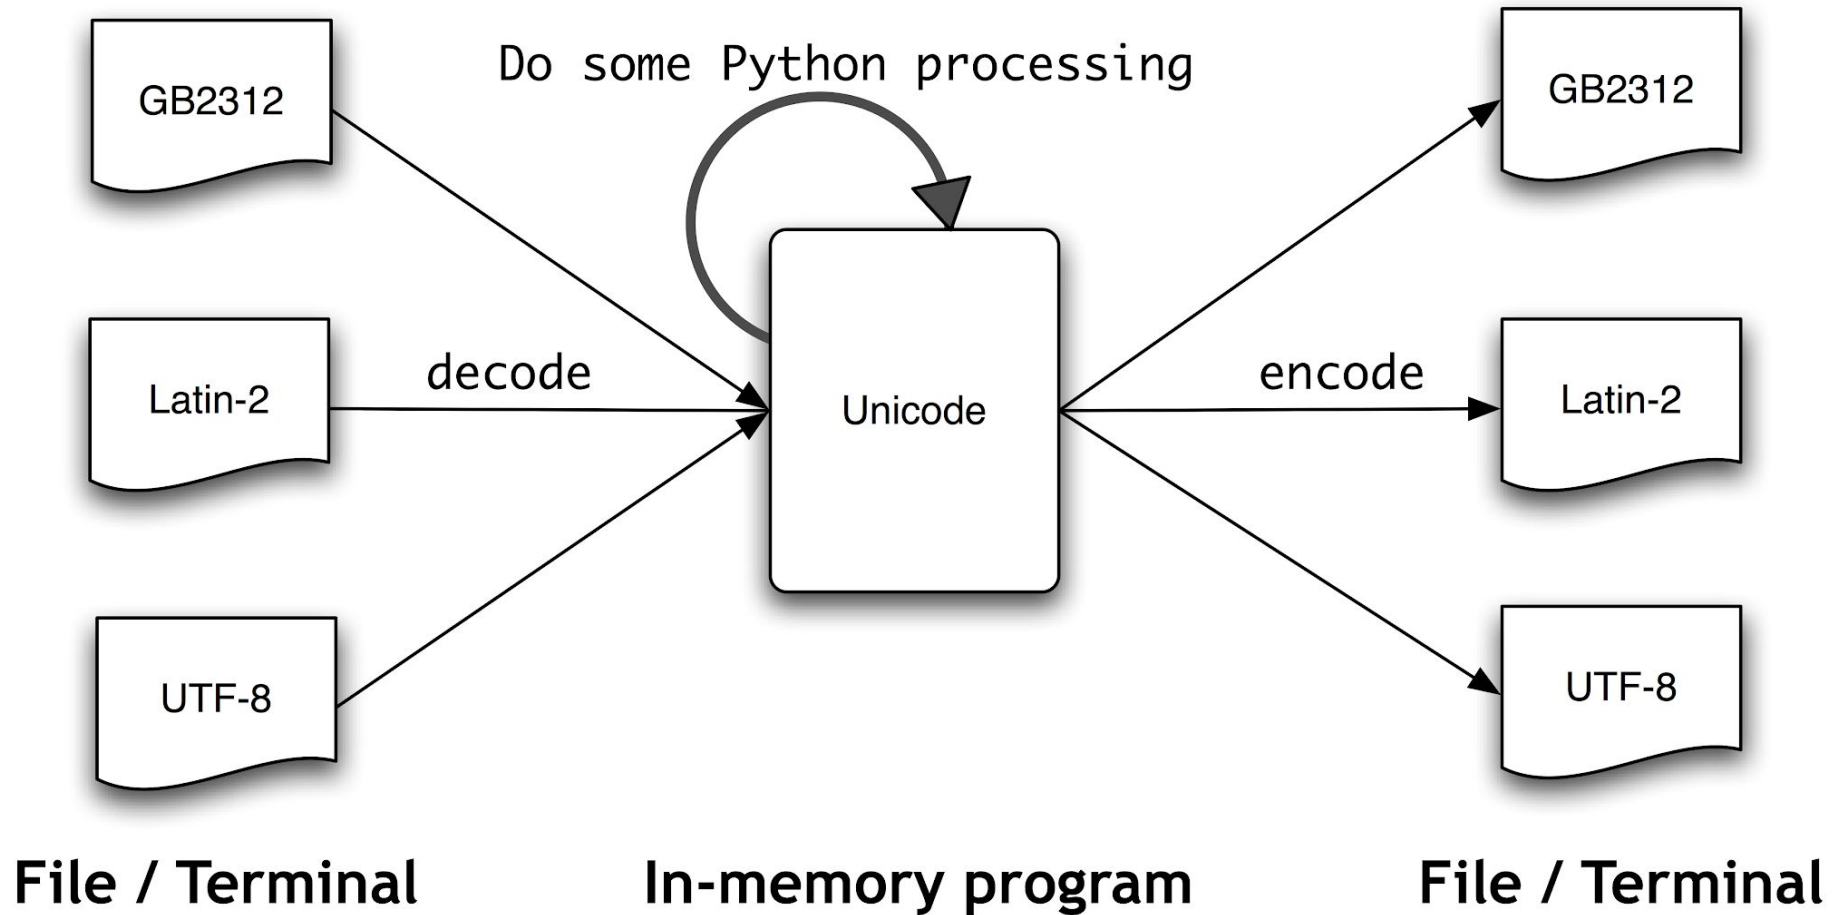 Do some Python processing
GB2312
GB2312
Latin-2
decode
Unicode
encode
Latin-2
UTF-8
UTF-8
File / Terminal
In-memory program
File / Terminal